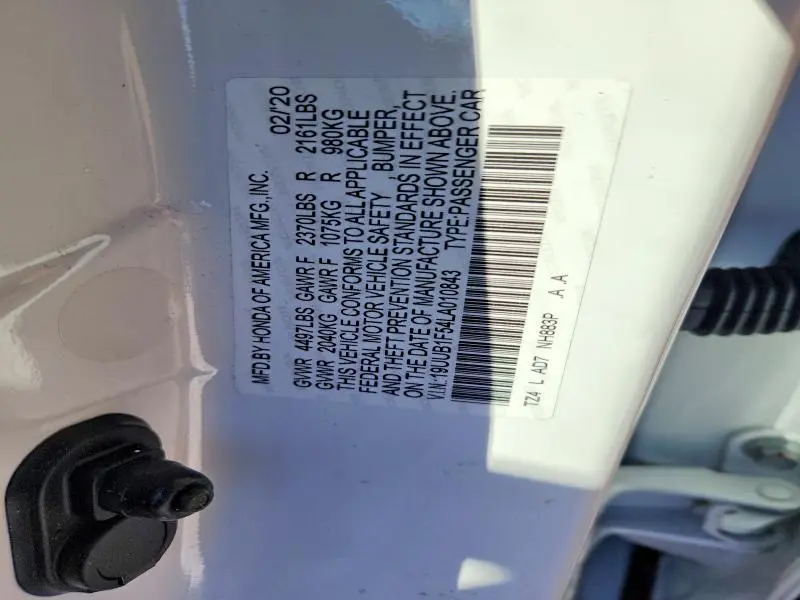 MFD BY HONDA OF AMERICA MFG.,INC. 02/'20
GVWR 4497LBS GAWR F 2370LBS R 2161LBS
GVWR 2040KG GAWR F 1075KG R 980KG
THIS VEHICLE CONFORMS TO ALL APPLICABLE
FEDERAL MOTOR VEHICLE SAFETY , BUMPER,
AND THEFT PREVENTION STANDARDS IN EFFECT
ON THE DATE OF MANUFACTURE SHOWN ABOVE.
V.I.N.:19UUB1F54LA010843 TYPE:PASSENGER CAR
TZ4 L AD7 NH883P .A .A